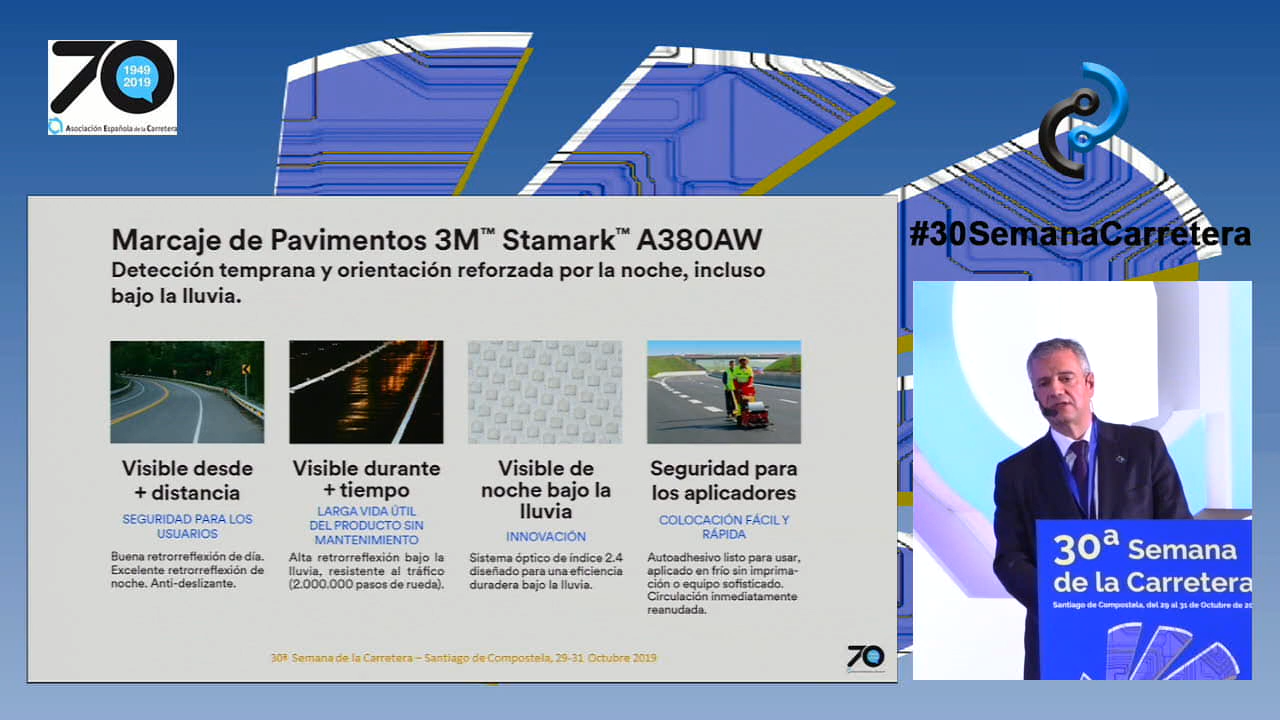 70
1949
2019
Asociación Española de la Carretera
#30SemanaCarretera
Marcaje de Pavimentos 3M™ Stamark™ A380AW
Detección temprana y orientación reforzada por la noche, incluso
bajo la lluvia.
Visible desde
+ distancia
SEGURIDAD PARA LOS
USUARIOS
Buena retrorreflexión de día.
Excelente retrorreflexión de
noche. Anti-deslizante.
Visible durante
+ tiempo
LARGA VIDA ÚTIL
DEL PRODUCTO SIN
MANTENIMIENTO
Alta retrorreflexión bajo la
lluvia, resistente al tráfico
(2.000.000 pasos de rueda).
Visible de
noche bajo la
lluvia
INNOVACIÓN
Sistema óptico de índice 2.4
diseñado para una eficiencia
duradera bajo la lluvia.
Seguridad para
los aplicadores
COLOCACIÓN FÁCIL Y
RÁPIDA
Autoadhesivo listo para usar,
aplicado en frío sin imprima-
ción o equipo sofisticado.
Circulación inmediatamente
reanudada.
30ª Semana de la Carretera – Santiago de Compostela, 29-31 Octubre 2019
70
30ª Semana
de la Carretera
Santiago de Compostela, del 29 al 31 de Octubre de 20